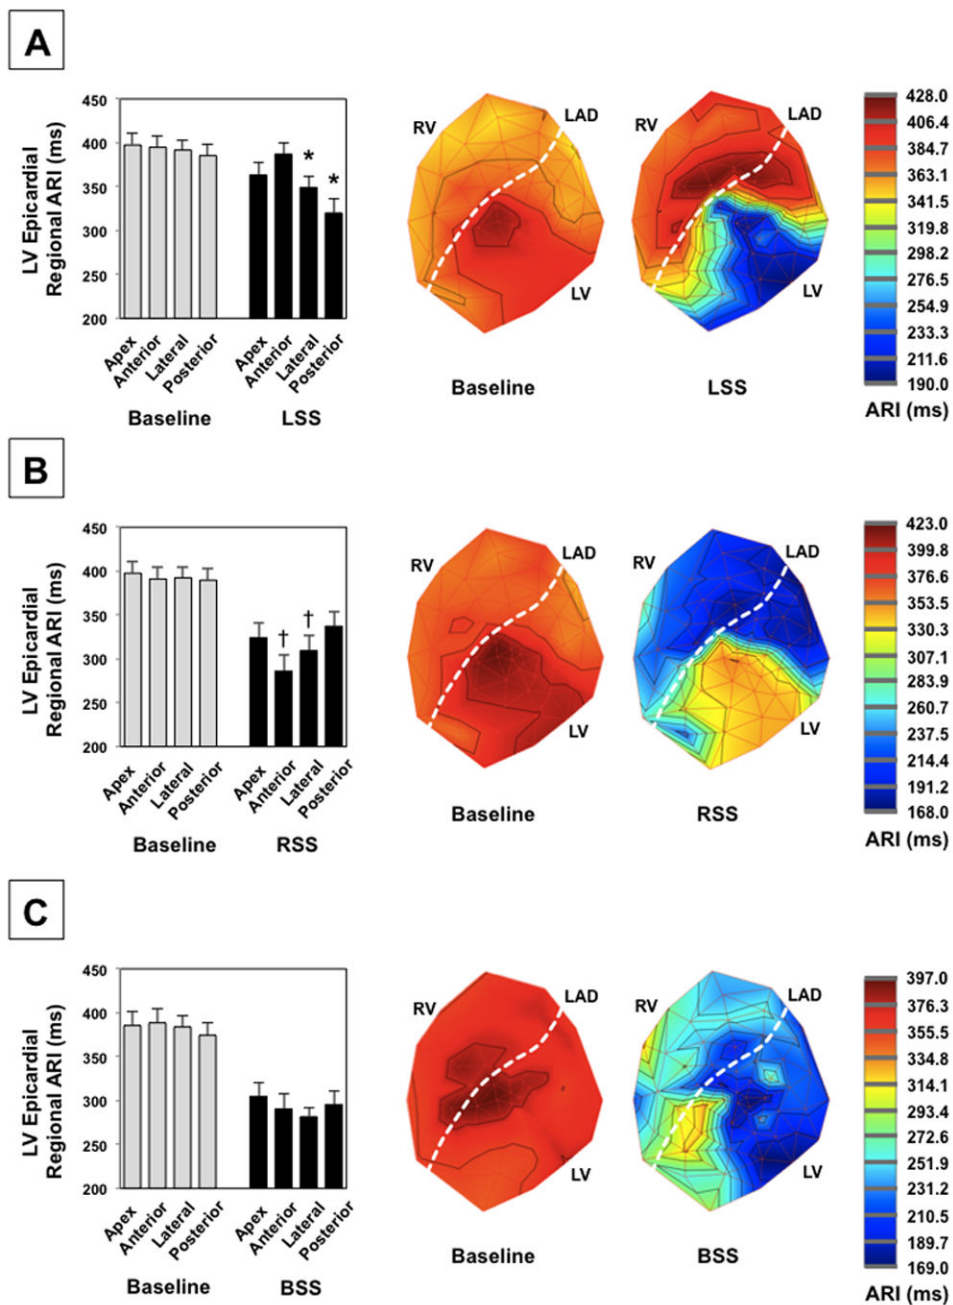 A
LV Epicardial
Regional ARI (ms)
450
400
350
300
250
200
*
*
Apex
Anterior
Lateral
Posterior
Apex
Anterior
Lateral
Posterior
Baseline
LSS
RV
LAD
LV
Baseline
RV
LAD
LV
LSS
428.0
406.4
384.7
363.1
341.5
319.8
298.2
276.5
254.9
233.3
211.6
190.0
ARI (ms)
B
LV Epicardial
Regional ARI (ms)
450
400
350
300
250
200
†
†
Apex
Anterior
Lateral
Posterior
Apex
Anterior
Lateral
Posterior
Baseline
RSS
RV
LAD
LV
Baseline
RV
LAD
LV
RSS
423.0
399.8
376.6
353.5
330.3
307.1
283.9
260.7
237.5
214.4
191.2
168.0
ARI (ms)
C
LV Epicardial
Regional ARI (ms)
450
400
350
300
250
200
Apex
Anterior
Lateral
Posterior
Apex
Anterior
Lateral
Posterior
Baseline
BSS
RV
LAD
LV
Baseline
RV
LAD
LV
BSS
397.0
376.3
355.5
334.8
314.1
293.4
272.6
251.9
231.2
210.5
189.7
169.0
ARI (ms)